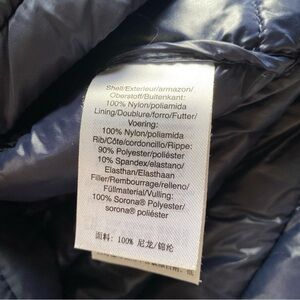 Shell/Exterieur/armazon/
Oberstoff/Buitenkant:
100% Nylon/poliamida
Lining/Doublure/forro/Futter/
Voering:
100% Nylon/poliamida
Rib/Côte/cordoncillo/Rippe:
90% Polyester/poliéster
10% Spandex/elastano/
Elasthan/Elasthaan
Filler/Rembourrage/relleno/
Füllmaterial/Vulling:
100% Sorona® Polyester/
sorona® poliéster
面料: 100% 尼龙/锦纶